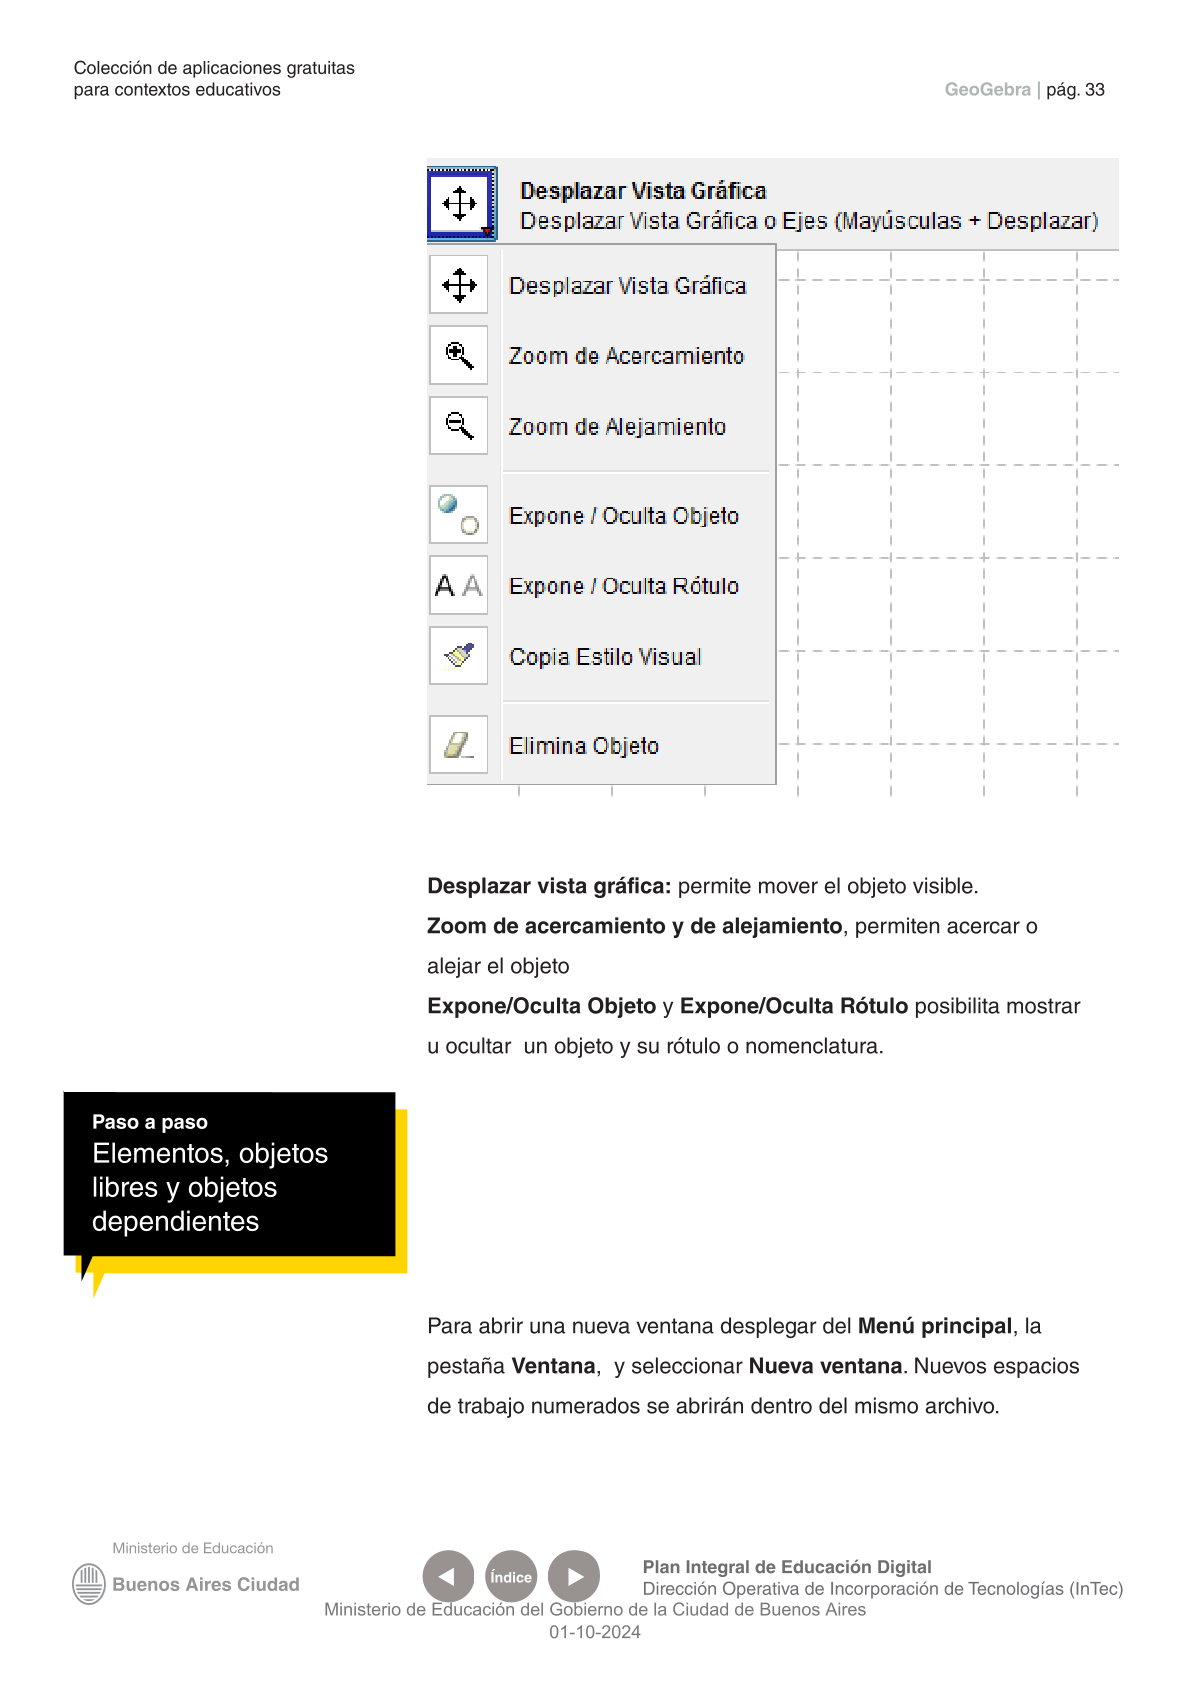 Colección de aplicaciones gratuitas
para contextos educativos
GeoGebra | pág. 33
Desplazar Vista Gráfica
Desplazar Vista Gráfica o Ejes (Mayúsculas + Desplazar)
Desplazar Vista Gráfica
Zoom de Acercamiento
Zoom de Alejamiento
Expone / Oculta Objeto
A A
Expone / Oculta Rótulo
Copia Estilo Visual
Elimina Objeto
Desplazar vista gráfica: permite mover el objeto visible.
Zoom de acercamiento y de alejamiento, permiten acercar o
alejar el objeto
Expone/Oculta Objeto y Expone/Oculta Rótulo posibilita mostrar
u ocultar  un objeto y su rótulo o nomenclatura.
Paso a paso
Elementos, objetos
libres y objetos
dependientes
Para abrir una nueva ventana desplegar del Menú principal, la
pestaña Ventana,  y seleccionar Nueva ventana. Nuevos espacios
de trabajo numerados se abrirán dentro del mismo archivo.
Ministerio de Educación
Buenos Aires Ciudad
Índice
Plan Integral de Educación Digital
Dirección Operativa de Incorporación de Tecnologías (InTec)
Ministerio de Educación del Gobierno de la Ciudad de Buenos Aires
01-10-2024